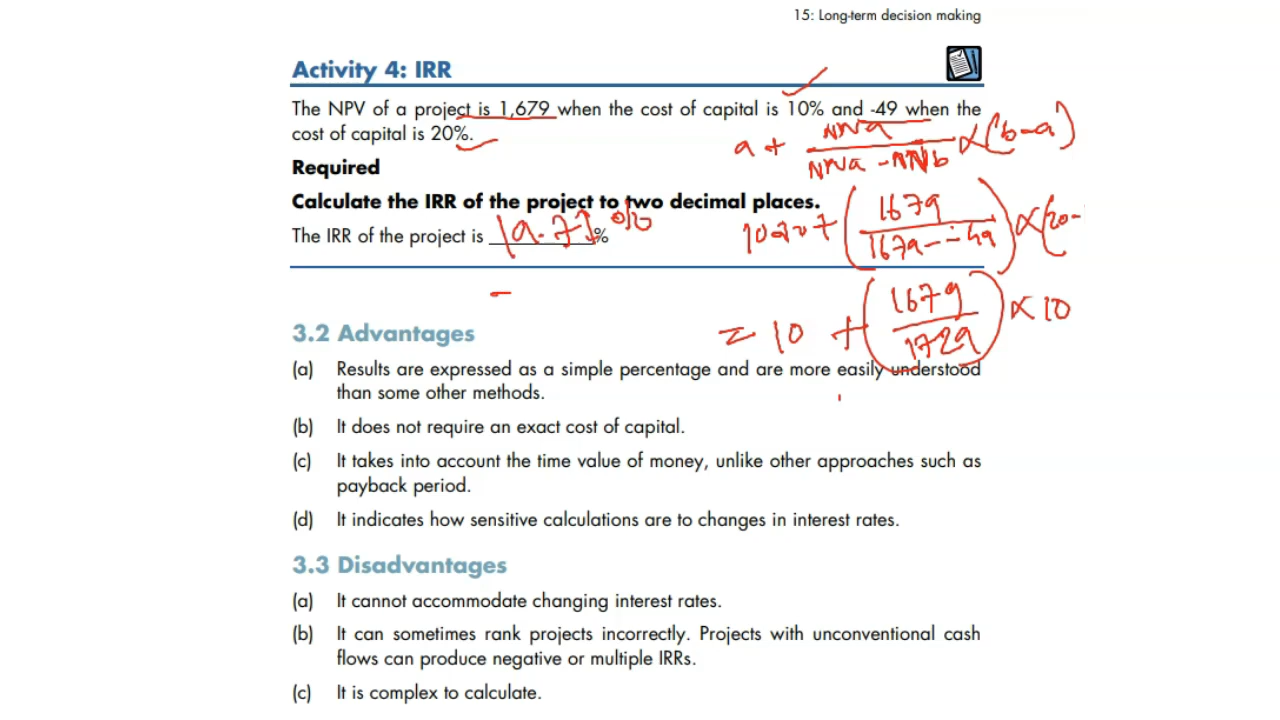 15: Long-term decision making
Activity 4: IRR
The NPV of a project is 1,679 when the cost of capital is 10% and -49 when the
cost of capital is 20%.
a + NNa / NNa - NNb × (b-a)
Required
Calculate the IRR of the project to two decimal places.
The IRR of the project is 19.71 % %
+ (1679 / 1679 - - 49) × (20-
= 10 + (1679 / 1729) × 10
3.2 Advantages
(a) Results are expressed as a simple percentage and are more easily understood
than some other methods.
(b) It does not require an exact cost of capital.
(c) It takes into account the time value of money, unlike other approaches such as
payback period.
(d) It indicates how sensitive calculations are to changes in interest rates.
3.3 Disadvantages
(a) It cannot accommodate changing interest rates.
(b) It can sometimes rank projects incorrectly. Projects with unconventional cash
flows can produce negative or multiple IRRs.
(c) It is complex to calculate.